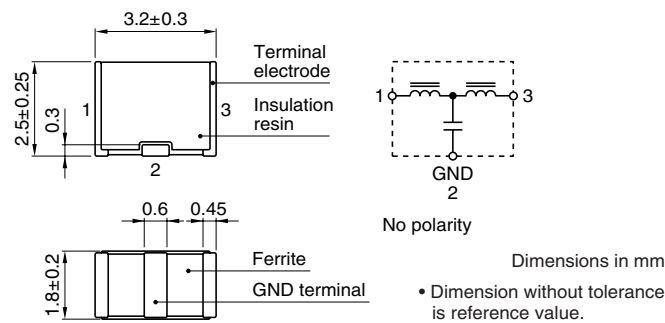 3.2±0.3
Terminal
electrode
2.5±0.25
0.3
1
3
Insulation
resin
2
1
3
GND
2
No polarity
0.6
0.45
1.8±0.2
Ferrite
GND terminal
Dimensions in mm
• Dimension without tolerance
is reference value.